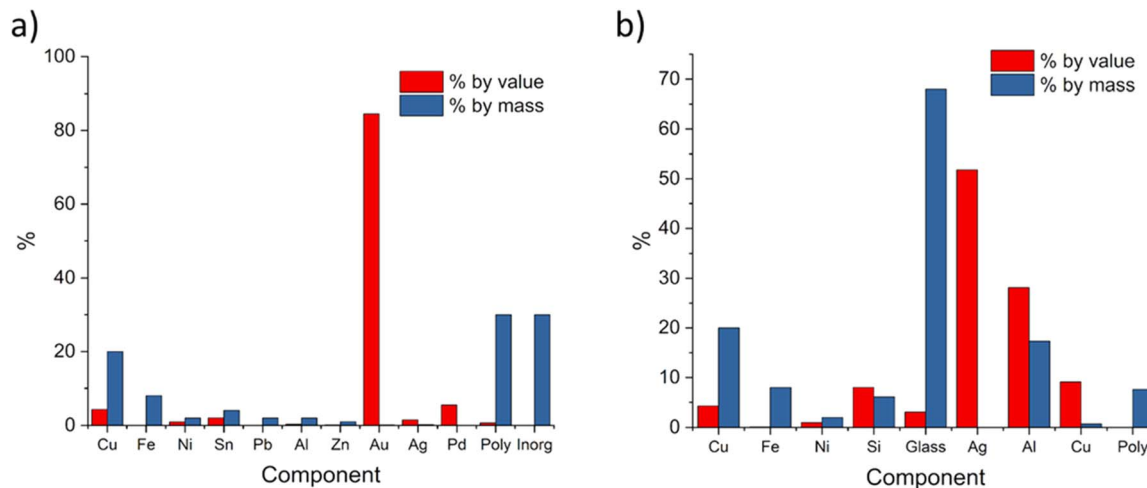 a)
100
80
60
40
20
0
%
% by value
% by mass
Cu Fe Ni Sn Pb Al Zn Au Ag Pd Poly Inorg
Component
b)
70
60
50
40
30
20
10
0
%
% by value
% by mass
Cu Fe Ni Si Glass Ag Al Cu Poly
Component